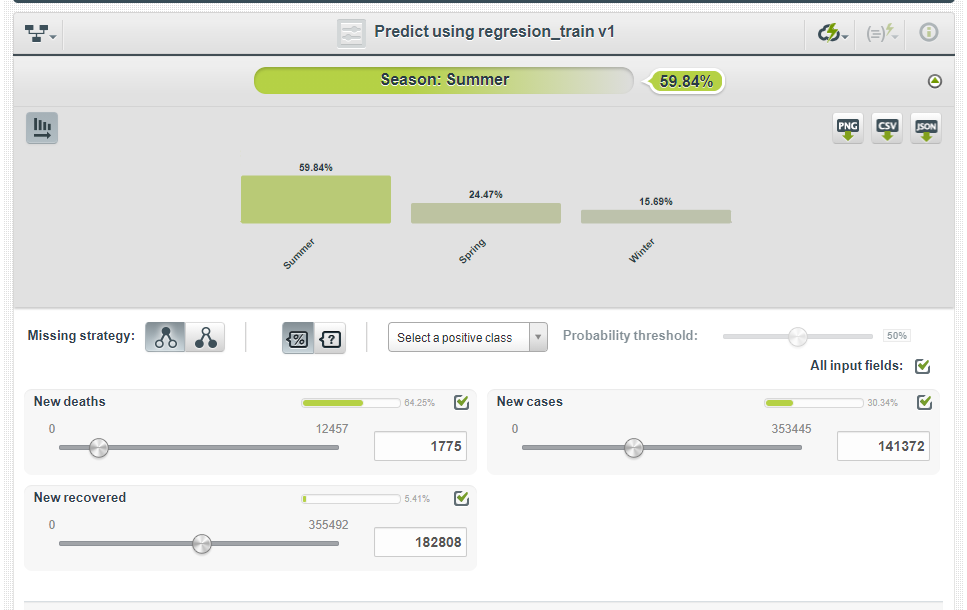 Predict using regresion_train v1
Season: Summer
59.84%
PNG
CSV
JSON
59.84%
24.47%
15.69%
Summer
Spring
Winter
Missing strategy:
%
?
Select a positive class
Probability threshold:
50%
All input fields:
New deaths
64.25%
0
12457
1775
New cases
30.34%
0
353445
141372
New recovered
5.41%
0
355492
182808